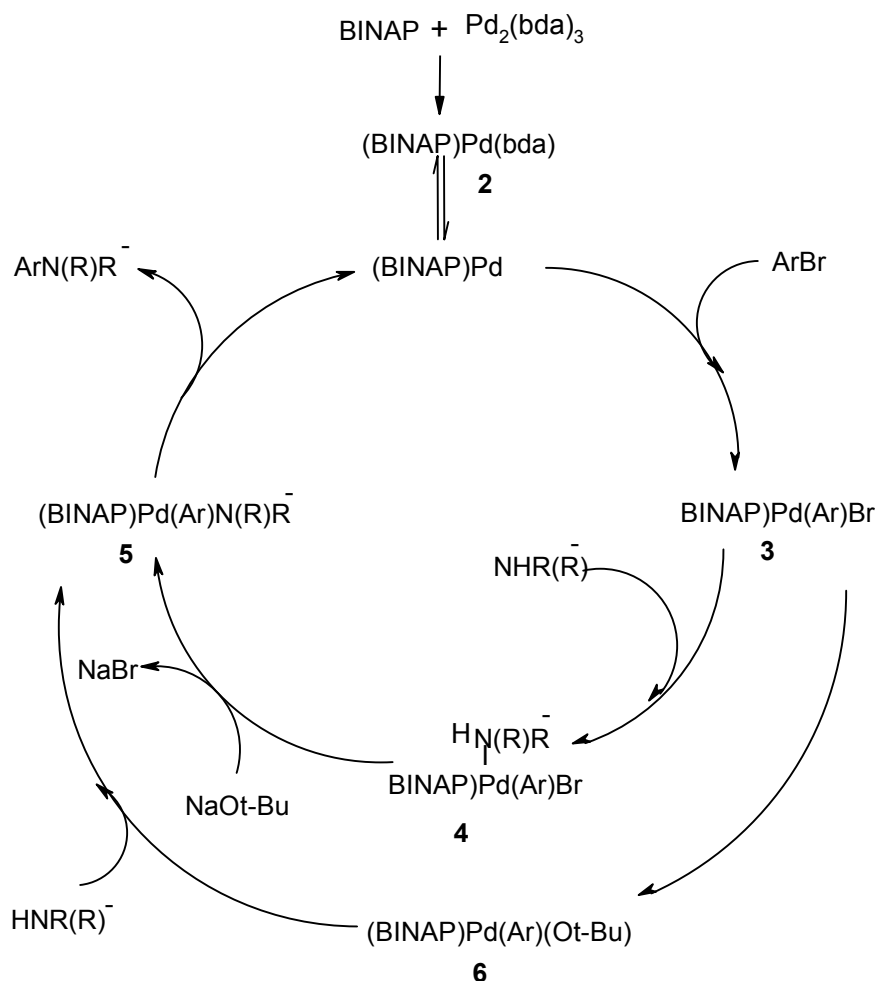 BINAP + Pd2(bda)3
(BINAP)Pd(bda)
2
ArN(R)R-
(BINAP)Pd
ArBr
(BINAP)Pd(Ar)N(R)R-
5
BINAP)Pd(Ar)Br
3
NHR(R)-
NaBr
HN(R)R-
BINAP)Pd(Ar)Br
4
NaOt-Bu
HNR(R)-
(BINAP)Pd(Ar)(Ot-Bu)
6